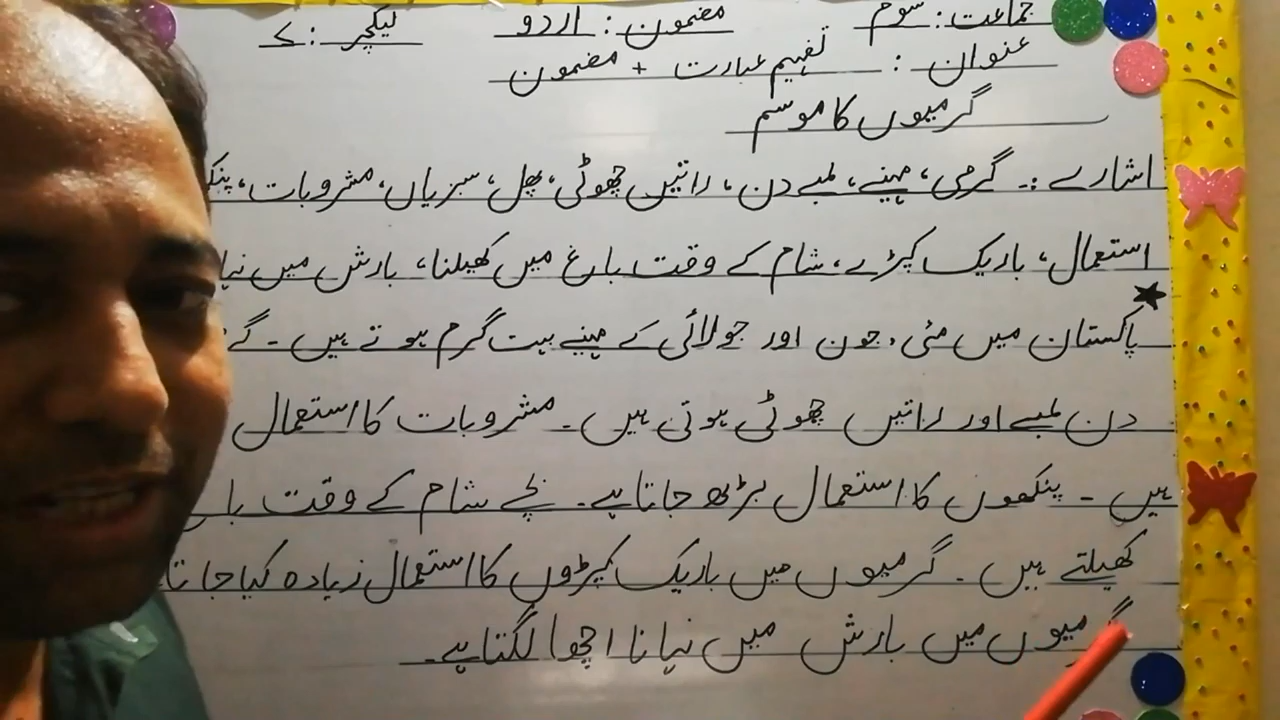 جماعت: سوم مضمون: اردو لیکچر: ۷
عنوان: تفہیم عبارت + مضمون
گرمیوں کا موسم
اشارے :۔ گرمی، مہینے، لمبے دن، راتیں چھوٹی، پھل، سبزیاں، مشروبات،
استعمال، باریک کپڑے، شام کے وقت باغ میں کھیلنا، بارش میں
پاکستان میں مئی، جون اور جولائی کے مہینے بہت گرم ہوتے ہیں۔
دن لمبے اور راتیں چھوٹی ہوتی ہیں۔ مشروبات کا استعمال
ہیں۔ پنکھوں کا استعمال بڑھ جاتا ہے۔ بچے شام کے وقت
کھیلتے ہیں۔ گرمیوں میں باریک کپڑوں کا استعمال زیادہ کیا جاتا
گرمیوں میں بارش میں نہانا اچھا لگتا ہے۔